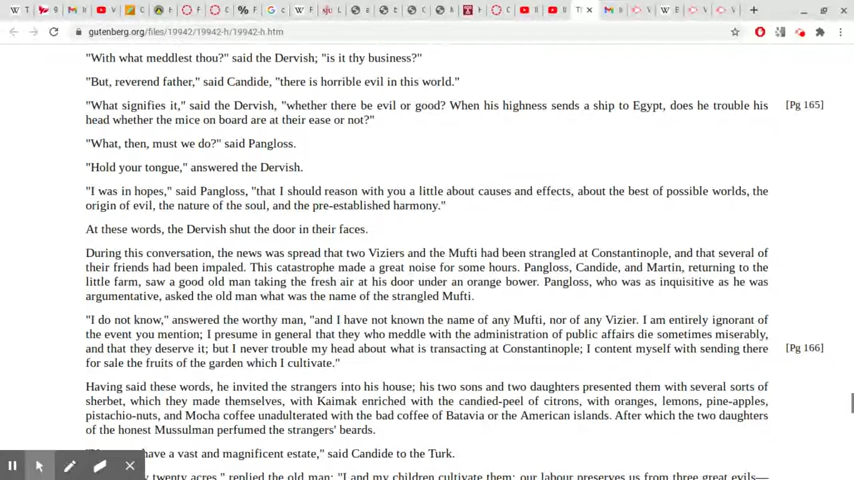 gutenberg.org/files/19942/19942-h/19942-h.htm
"With what meddlest thou?" said the Dervish; "is it thy business?"
"But, reverend father," said Candide, "there is horrible evil in this world."
"What signifies it," said the Dervish, "whether there be evil or good? When his highness sends a ship to Egypt, does he trouble his [Pg 165]
head whether the mice on board are at their ease or not?"
"What, then, must we do?" said Pangloss.
"Hold your tongue," answered the Dervish.
"I was in hopes," said Pangloss, "that I should reason with you a little about causes and effects, about the best of possible worlds, the
origin of evil, the nature of the soul, and the pre-established harmony."
At these words, the Dervish shut the door in their faces.
During this conversation, the news was spread that two Viziers and the Mufti had been strangled at Constantinople, and that several of
their friends had been impaled. This catastrophe made a great noise for some hours. Pangloss, Candide, and Martin, returning to the
little farm, saw a good old man taking the fresh air at his door under an orange bower. Pangloss, who was as inquisitive as he was
argumentative, asked the old man what was the name of the strangled Mufti.
"I do not know," answered the worthy man, "and I have not known the name of any Mufti, nor of any Vizier. I am entirely ignorant of
the event you mention; I presume in general that they who meddle with the administration of public affairs die sometimes miserably,
and that they deserve it; but I never trouble my head about what is transacting at Constantinople; I content myself with sending there [Pg 166]
for sale the fruits of the garden which I cultivate."
Having said these words, he invited the strangers into his house; his two sons and two daughters presented them with several sorts of
sherbet, which they made themselves, with Kaimak enriched with the candied-peel of citrons, with oranges, lemons, pine-apples,
pistachio-nuts, and Mocha coffee unadulterated with the bad coffee of Batavia or the American islands. After which the two daughters
of the honest Mussulman perfumed the strangers' beards.
have a vast and magnificent estate," said Candide to the Turk.
twenty acres," replied the old man; "I and my children cultivate them; our labour preserves us from three great evils—